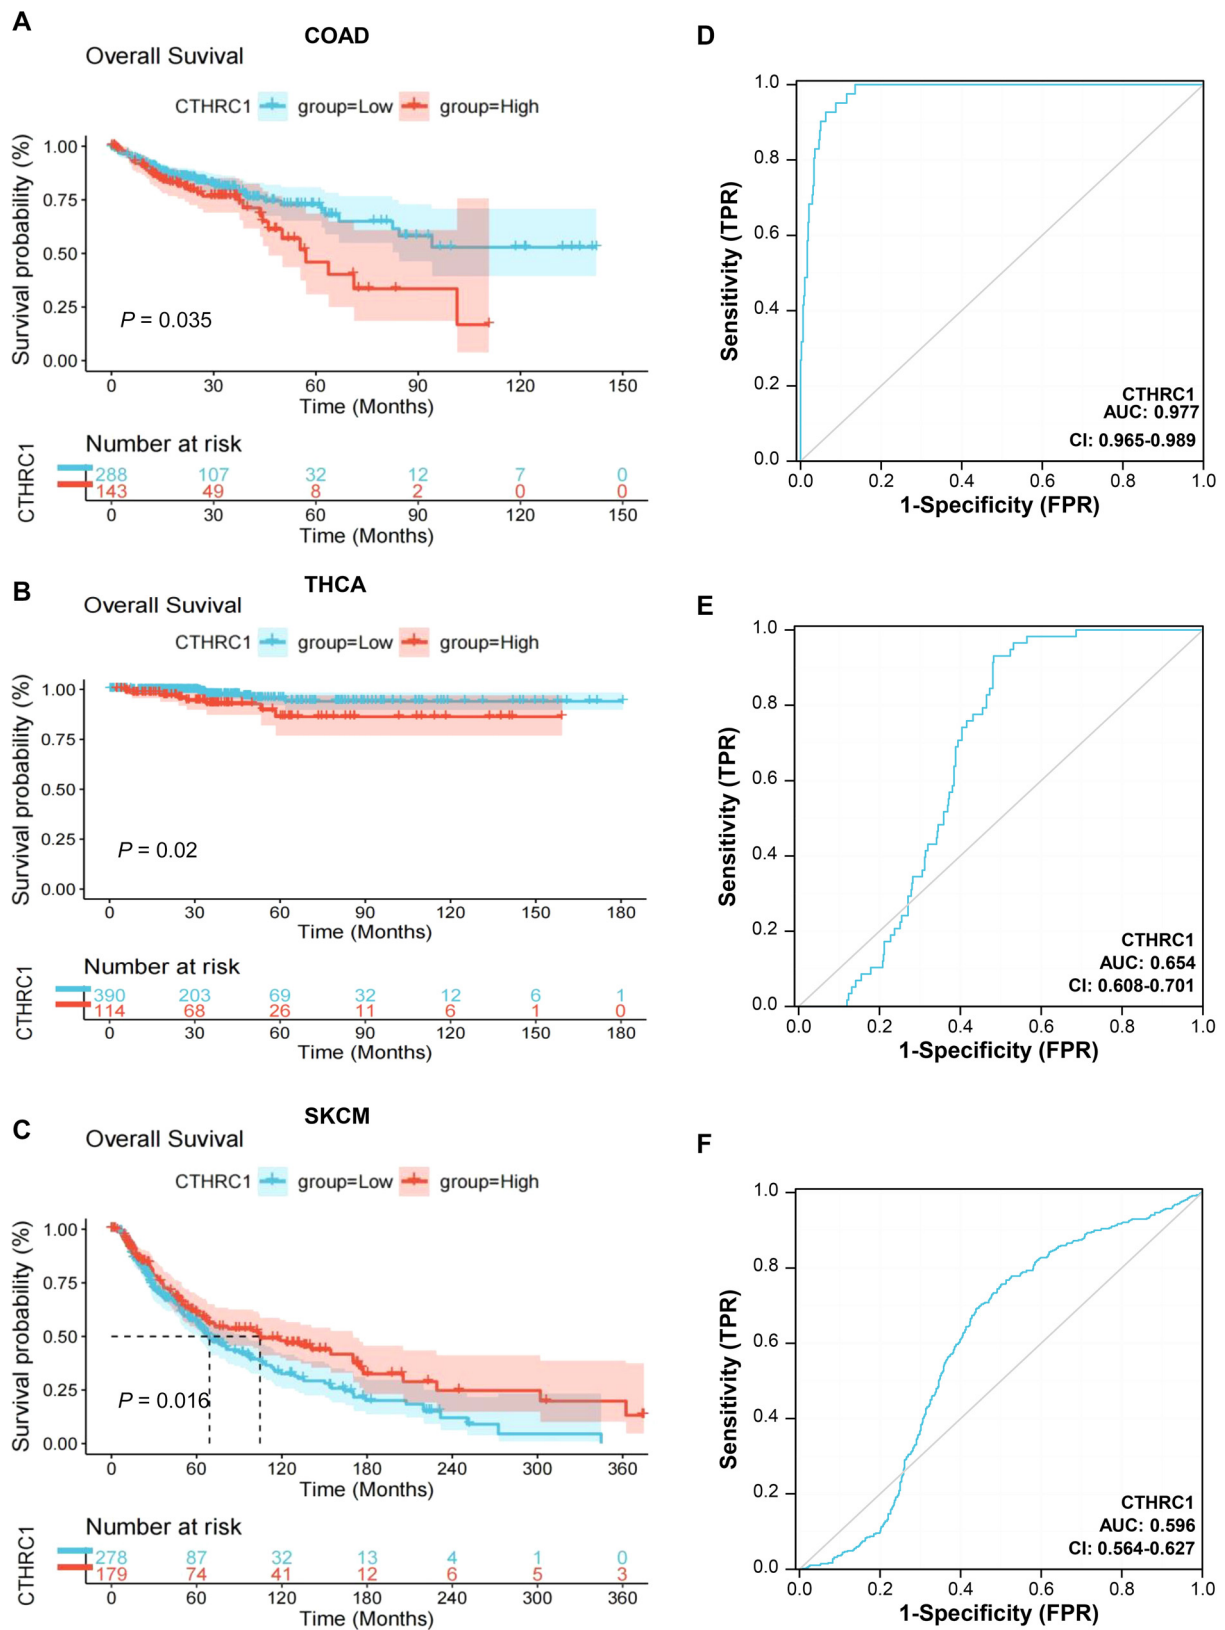 A
COAD
Overall Suvival
CTHRC1 group=Low group=High
Survival probability (%)
1.00
0.75
0.50
0.25
0.00
P = 0.035
0 30 60 90 120 150
Time (Months)
Number at risk
CTHRC1
288 107 32 12 7 0
143 49 8 2 0 0
0 30 60 90 120 150
Time (Months)
D
Sensitivity (TPR)
1.0
0.8
0.6
0.4
0.2
0.0
CTHRC1
AUC: 0.977
CI: 0.965-0.989
0.0 0.2 0.4 0.6 0.8 1.0
1-Specificity (FPR)
B
THCA
Overall Suvival
CTHRC1 group=Low group=High
Survival probability (%)
1.00
0.75
0.50
0.25
0.00
P = 0.02
0 30 60 90 120 150 180
Time (Months)
Number at risk
CTHRC1
390 203 69 32 12 6 1
114 68 26 11 6 1 0
0 30 60 90 120 150 180
Time (Months)
E
Sensitivity (TPR)
1.0
0.8
0.6
0.4
0.2
0.0
CTHRC1
AUC: 0.654
CI: 0.608-0.701
0.0 0.2 0.4 0.6 0.8 1.0
1-Specificity (FPR)
C
SKCM
Overall Suvival
CTHRC1 group=Low group=High
Survival probability (%)
1.00
0.75
0.50
0.25
0.00
P = 0.016
0 60 120 180 240 300 360
Time (Months)
Number at risk
CTHRC1
278 87 32 13 4 1 0
179 74 41 12 6 5 3
0 60 120 180 240 300 360
Time (Months)
F
Sensitivity (TPR)
1.0
0.8
0.6
0.4
0.2
0.0
CTHRC1
AUC: 0.596
CI: 0.564-0.627
0.0 0.2 0.4 0.6 0.8 1.0
1-Specificity (FPR)